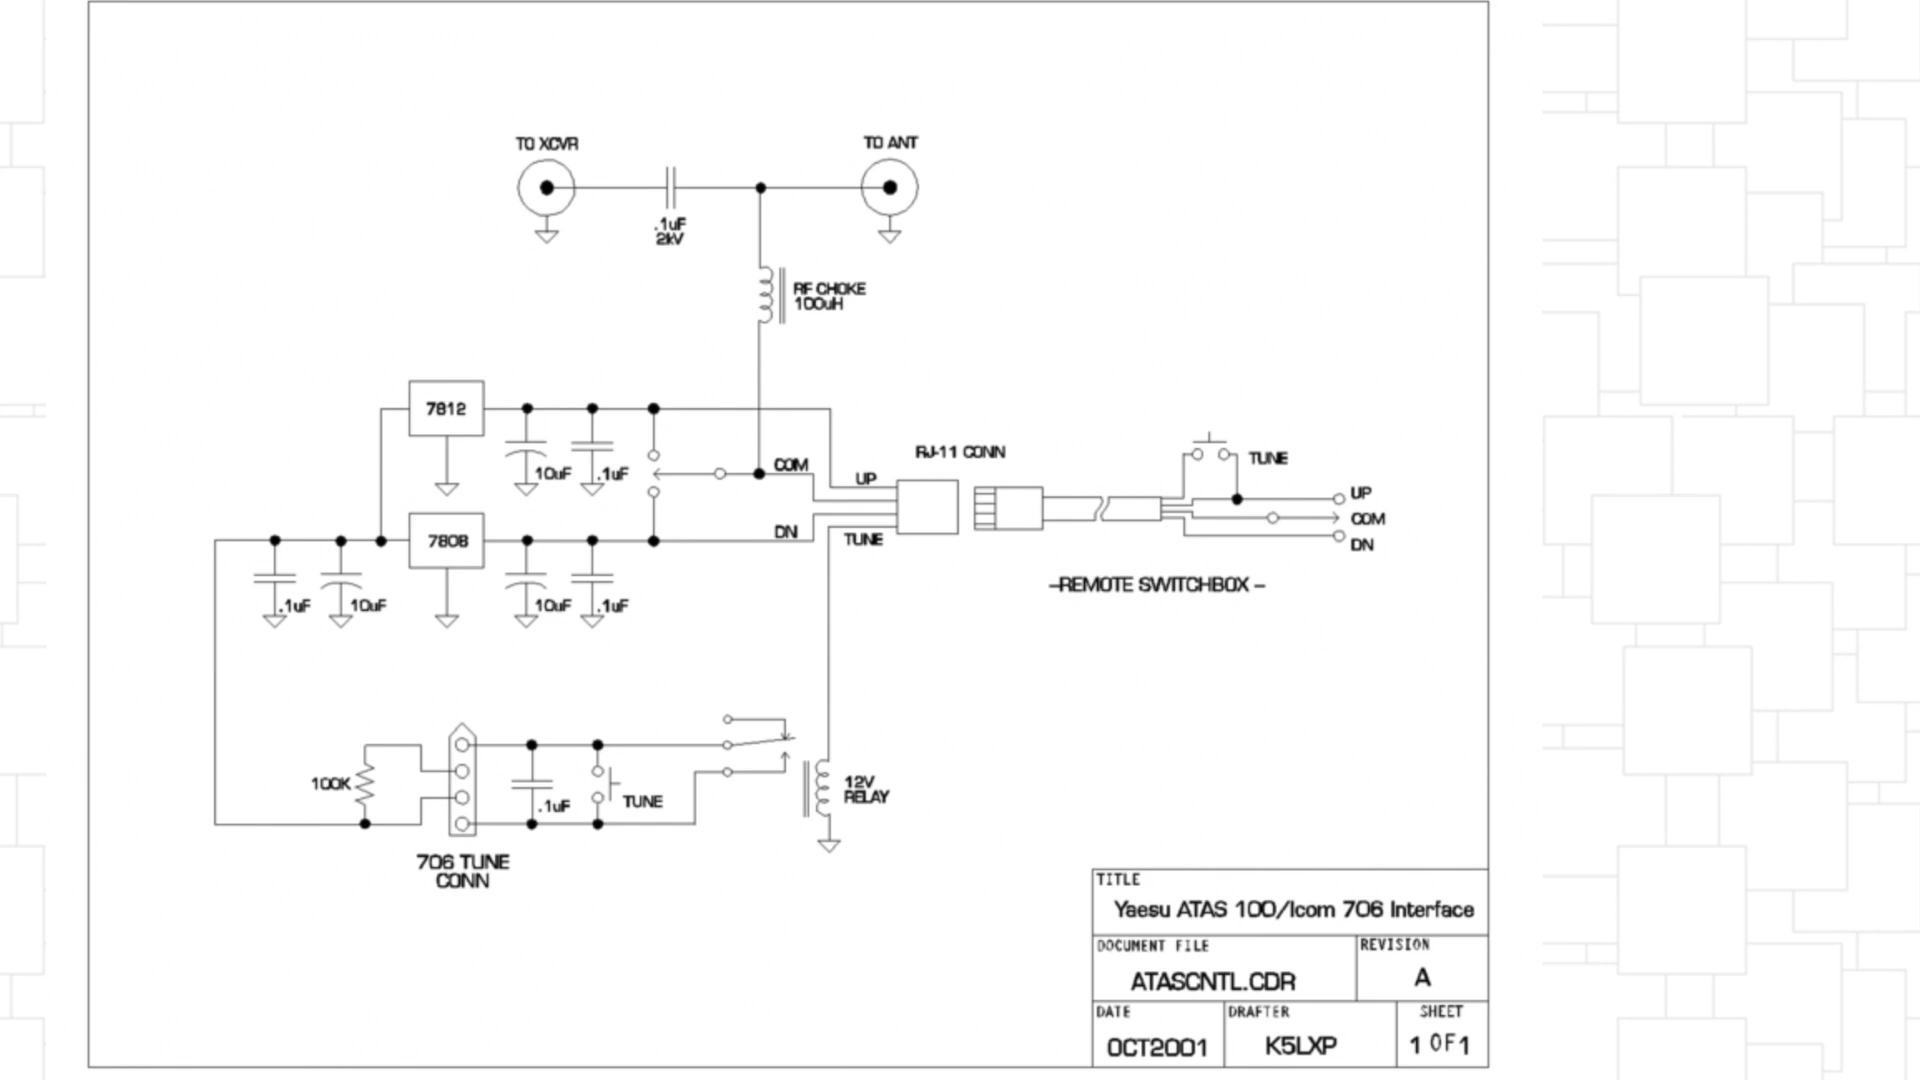 TO XCVR
TO ANT
.1uF
2kV
RF CHOKE
100uH
7812
10uF
.1uF
COM
UP
RJ-11 CONN
TUNE
UP
COM
DN
7808
DN
TUNE
.1uF
10uF
10uF
.1uF
-REMOTE SWITCHBOX -
100K
.1uF
TUNE
12V
RELAY
706 TUNE
CONN
TITLE
Yaesu ATAS 100/Icom 706 Interface
DOCUMENT FILE
REVISION
ATASCNTL.CDR
A
DATE
DRAFTER
SHEET
OCT2001
K5LXP
1 OF 1